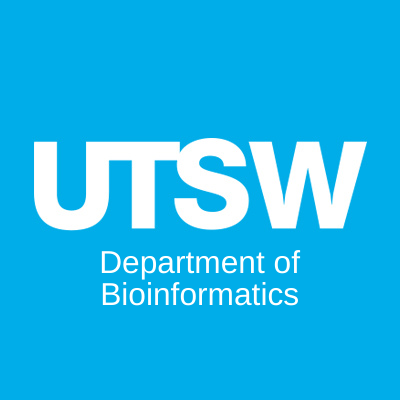 UTSW
Department of
Bioinformatics